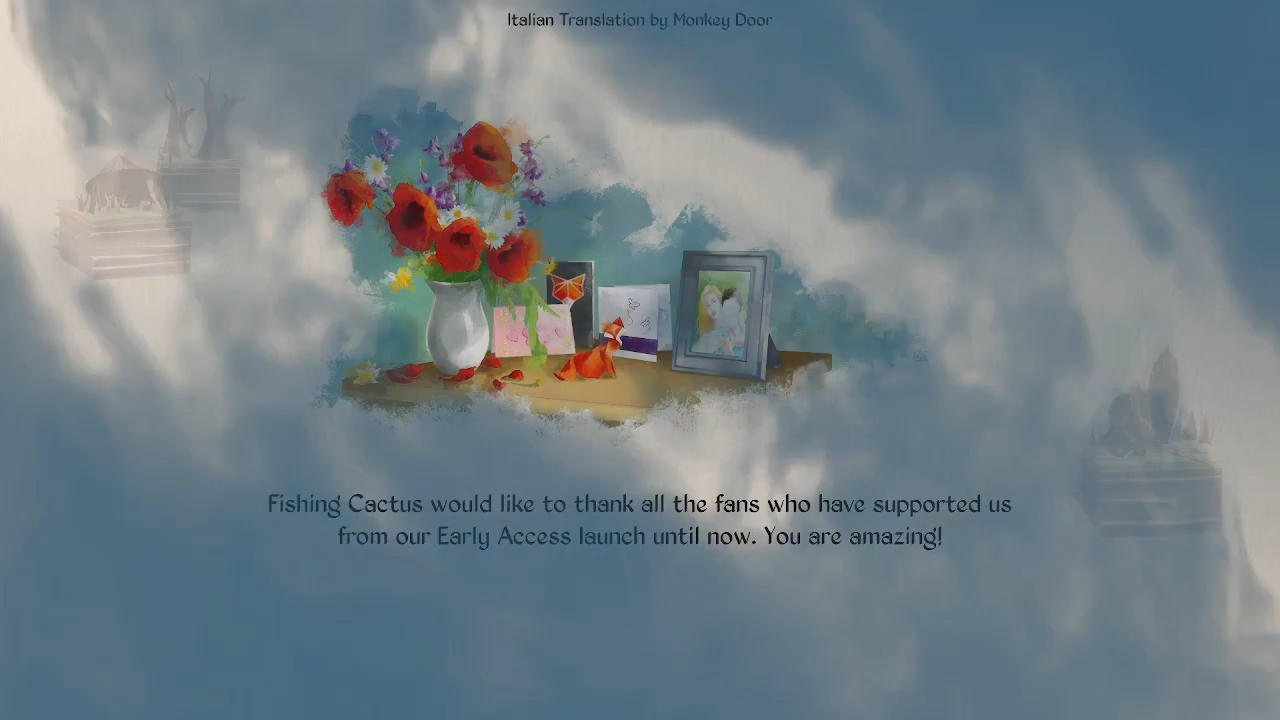 Italian Translation by Monkey Door
Fishing Cactus would like to thank all the fans who have supported us
from our Early Access launch until now. You are amazing!